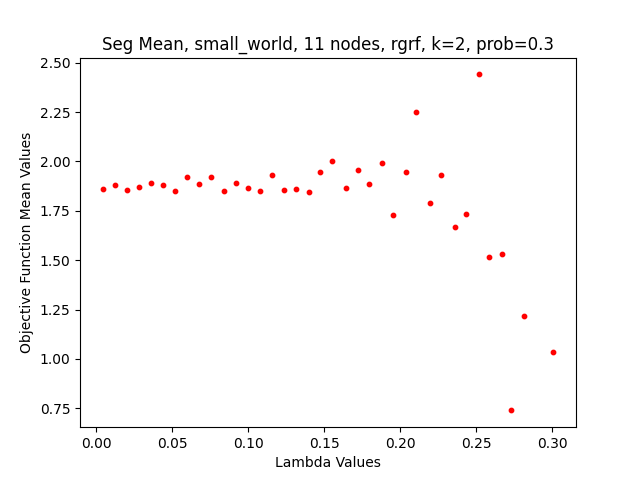 Seg Mean, small_world, 11 nodes, rgrf, k=2, prob=0.3
2.50
2.25
2.00
1.75
1.50
1.25
1.00
0.75
Objective Function Mean Values
0.00 0.05 0.10 0.15 0.20 0.25 0.30
Lambda Values